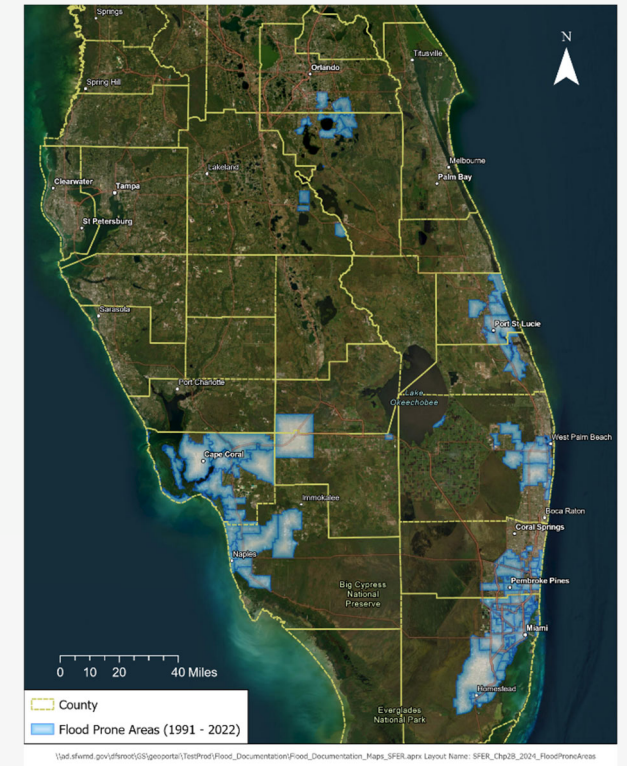 Springs
N
Titusville
Orlando
Spring Hill
Melbourne
Lakeland
Palm Bay
Clearwater
Tampa
St Petersburg
Sarasota
Port St Lucie
Port Charlotte
Lake
Okeechobee
West Palm Beach
Cape Coral
Immokalee
Boca Raton
Coral Springs
Naples
Pembroke Pines
Big Cypress
National
Preserve
Miami
0 10 20 40 Miles
Homestead
County
Everglades
National Park
Flood Prone Areas (1991 - 2022)
\\ad.sfwmd.gov\dfsroot\GS\geoportal\TestProd\Flood_Documentation\Flood_Documentation_Maps_SFER.aprx Layout Name: SFER_Chp2B_2024_FloodProneAreas